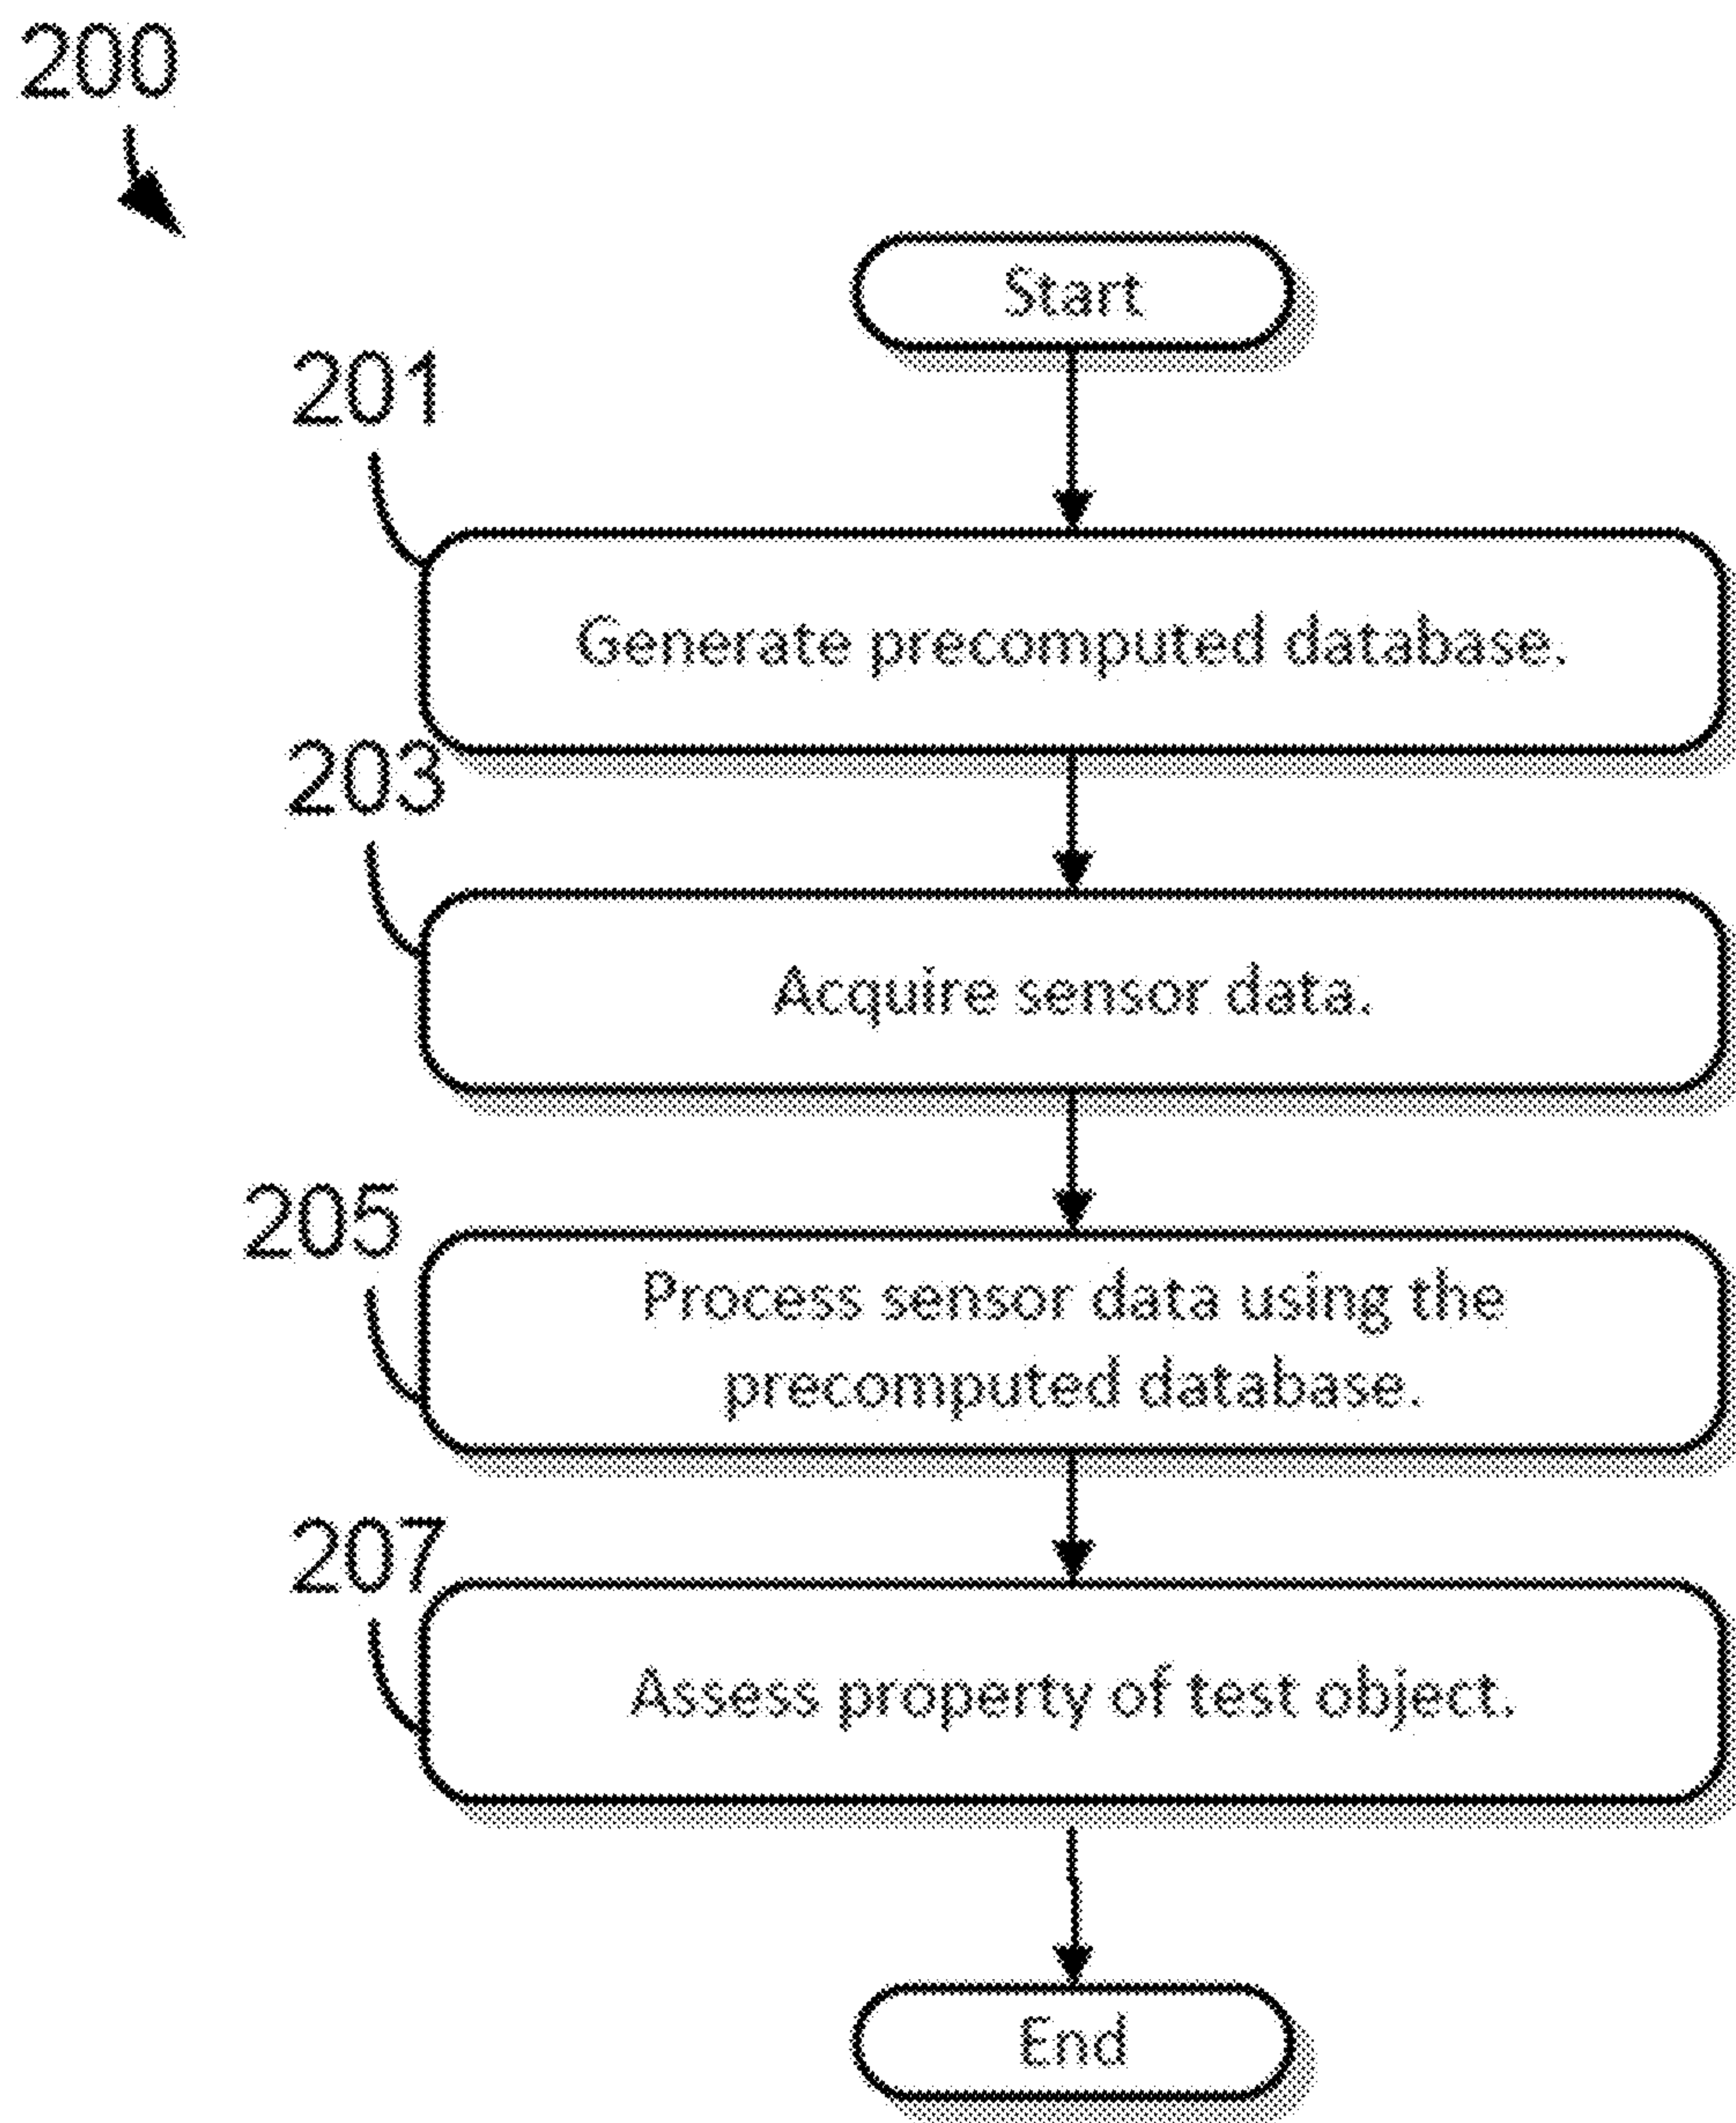 200
Start
201
Generate precomputed database.
203
Acquire sensor data.
205
Process sensor data using the
precomputed database.
207
Assess property of test object.
End